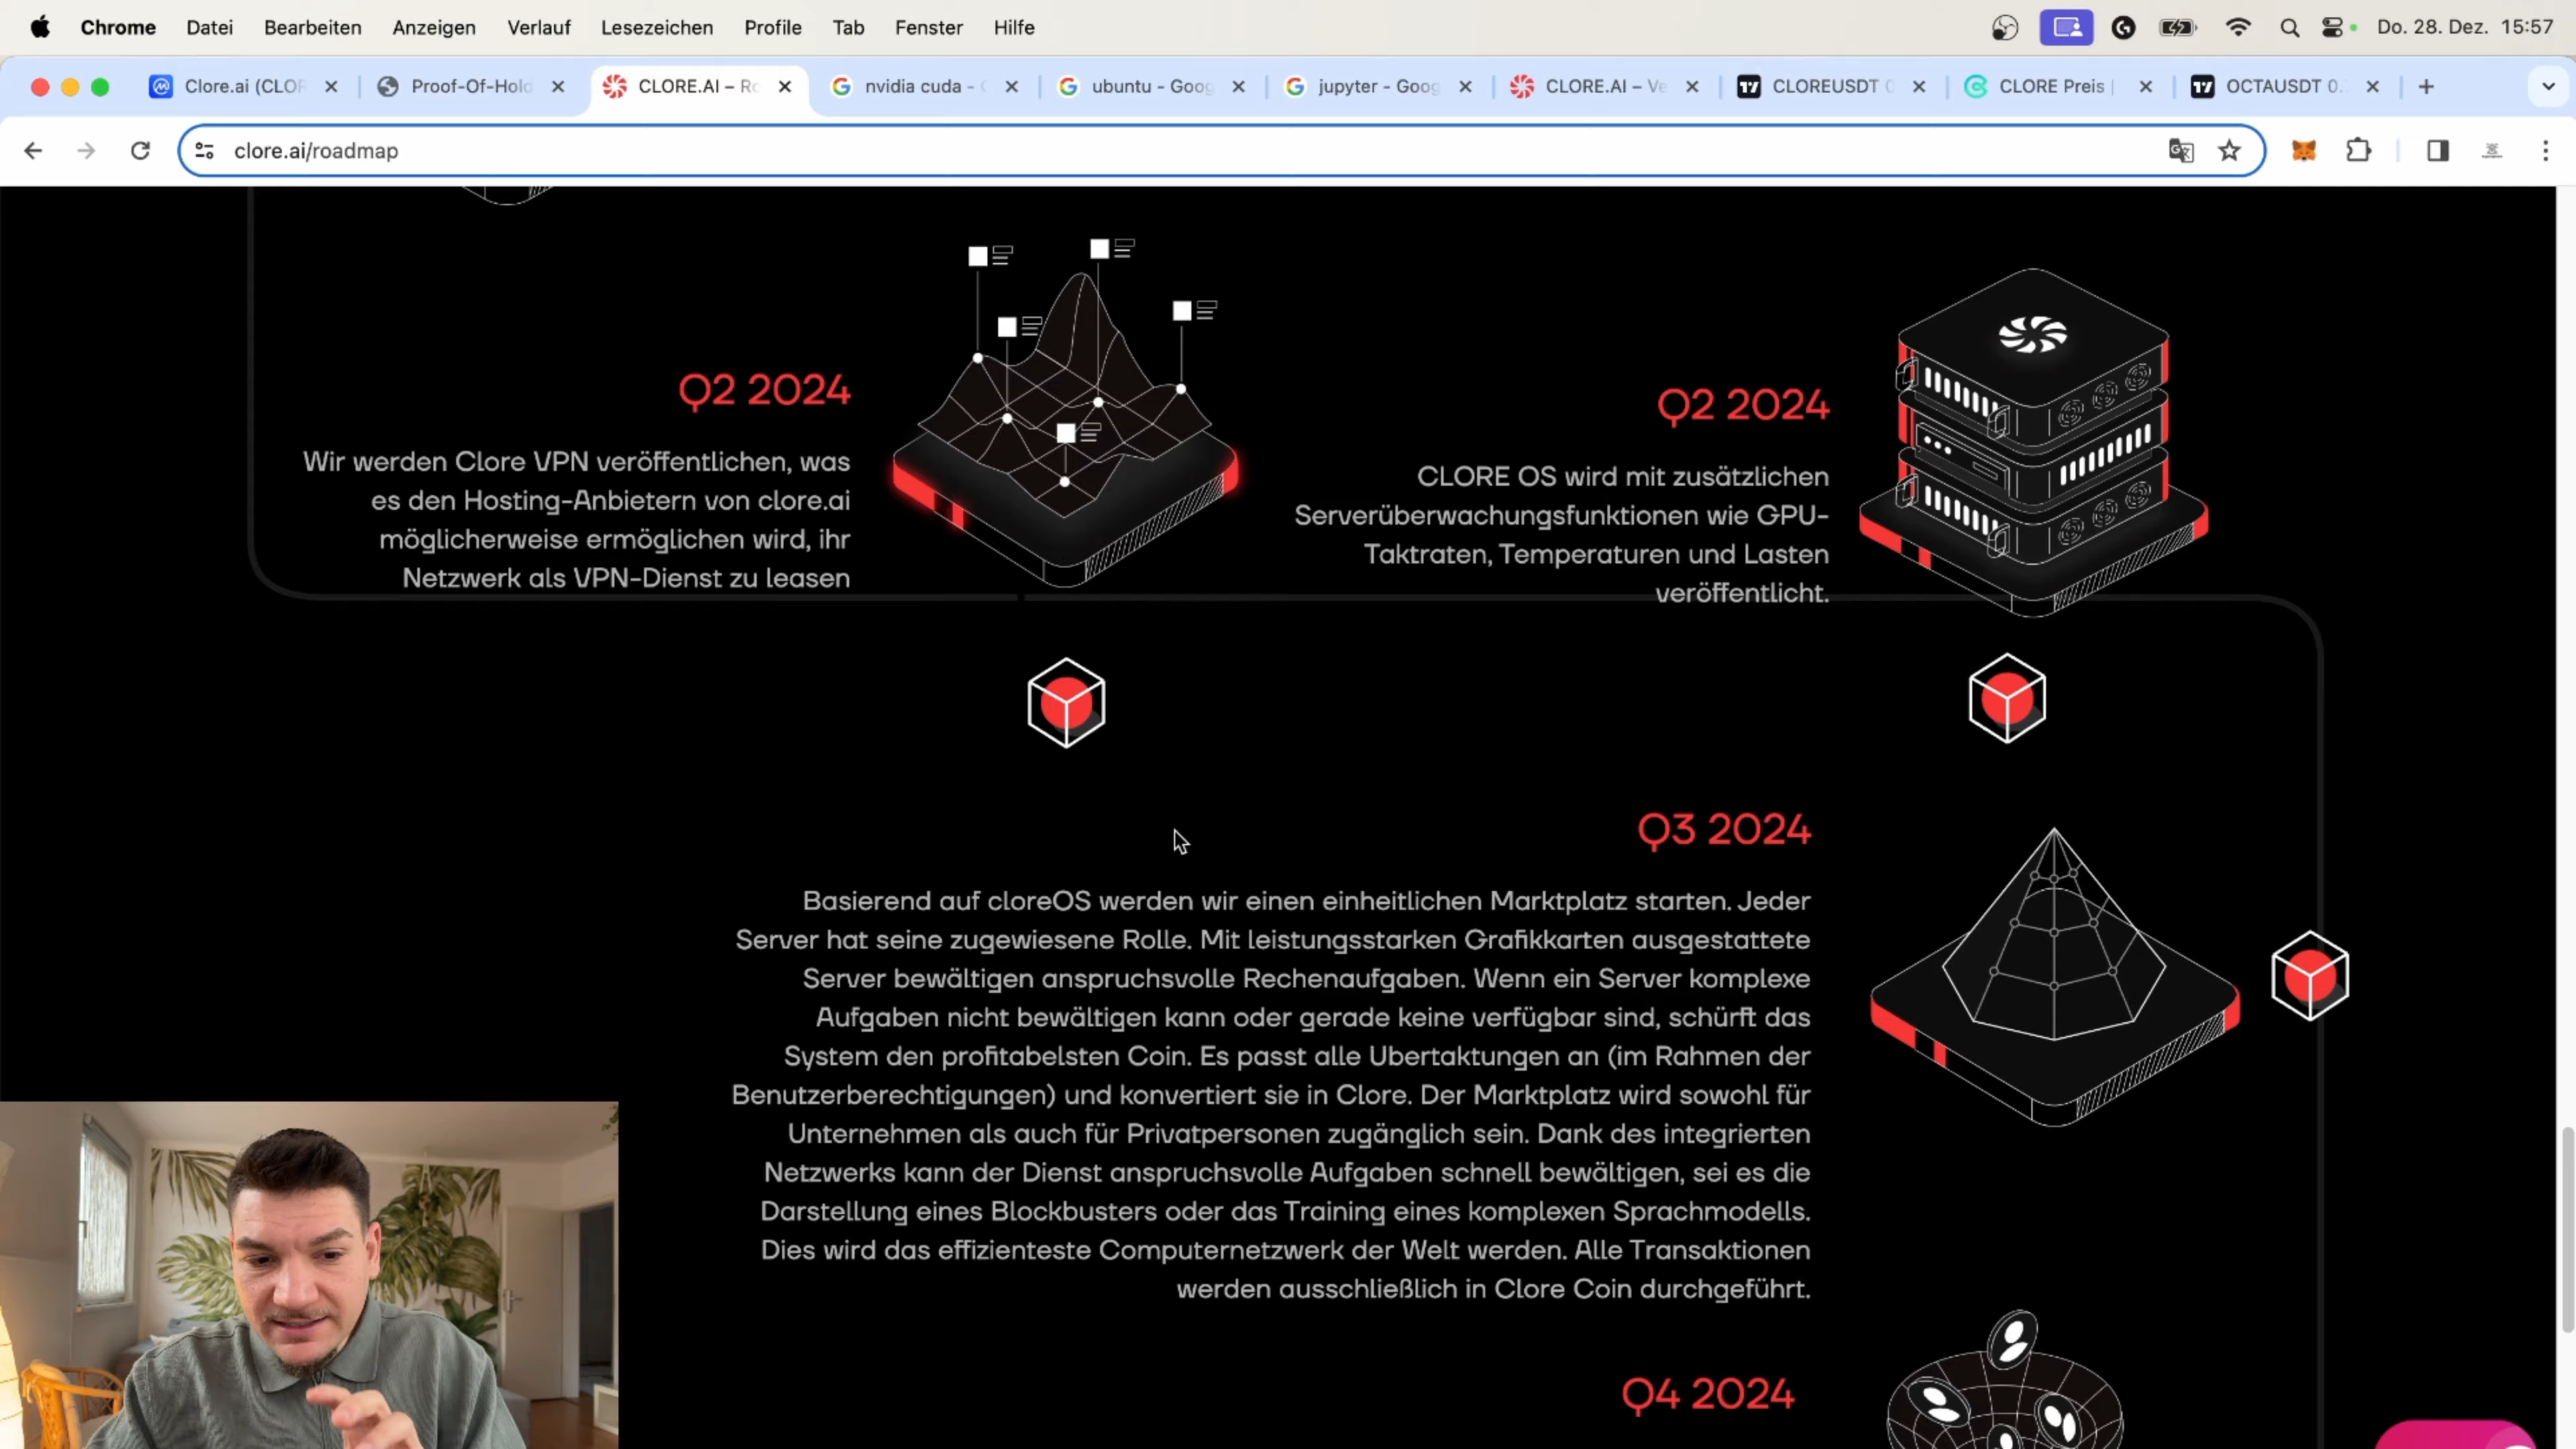 Chrome Datei Bearbeiten Anzeigen Verlauf Lesezeichen Profile Tab Fenster Hilfe Do. 28. Dez. 15:57
Clore.ai (CLOR Proof-Of-Hold CLORE.AI – Ro nvidia cuda - ubuntu - Goog jupyter - Goog CLORE.AI – Ve CLOREUSDT CLORE Preis | OCTAUSDT 0.
clore.ai/roadmap
Q2 2024
Wir werden Clore VPN veröffentlichen, was
es den Hosting-Anbietern von clore.ai
möglicherweise ermöglichen wird, ihr
Netzwerk als VPN-Dienst zu leasen
Q2 2024
CLORE OS wird mit zusätzlichen
Serverüberwachungsfunktionen wie GPU-
Taktraten, Temperaturen und Lasten
veröffentlicht.
Q3 2024
Basierend auf cloreOS werden wir einen einheitlichen Marktplatz starten. Jeder
Server hat seine zugewiesene Rolle. Mit leistungsstarken Grafikkarten ausgestattete
Server bewältigen anspruchsvolle Rechenaufgaben. Wenn ein Server komplexe
Aufgaben nicht bewältigen kann oder gerade keine verfügbar sind, schürft das
System den profitabelsten Coin. Es passt alle Übertaktungen an (im Rahmen der
Benutzerberechtigungen) und konvertiert sie in Clore. Der Marktplatz wird sowohl für
Unternehmen als auch für Privatpersonen zugänglich sein. Dank des integrierten
Netzwerks kann der Dienst anspruchsvolle Aufgaben schnell bewältigen, sei es die
Darstellung eines Blockbusters oder das Training eines komplexen Sprachmodells.
Dies wird das effizienteste Computernetzwerk der Welt werden. Alle Transaktionen
werden ausschließlich in Clore Coin durchgeführt.
Q4 2024